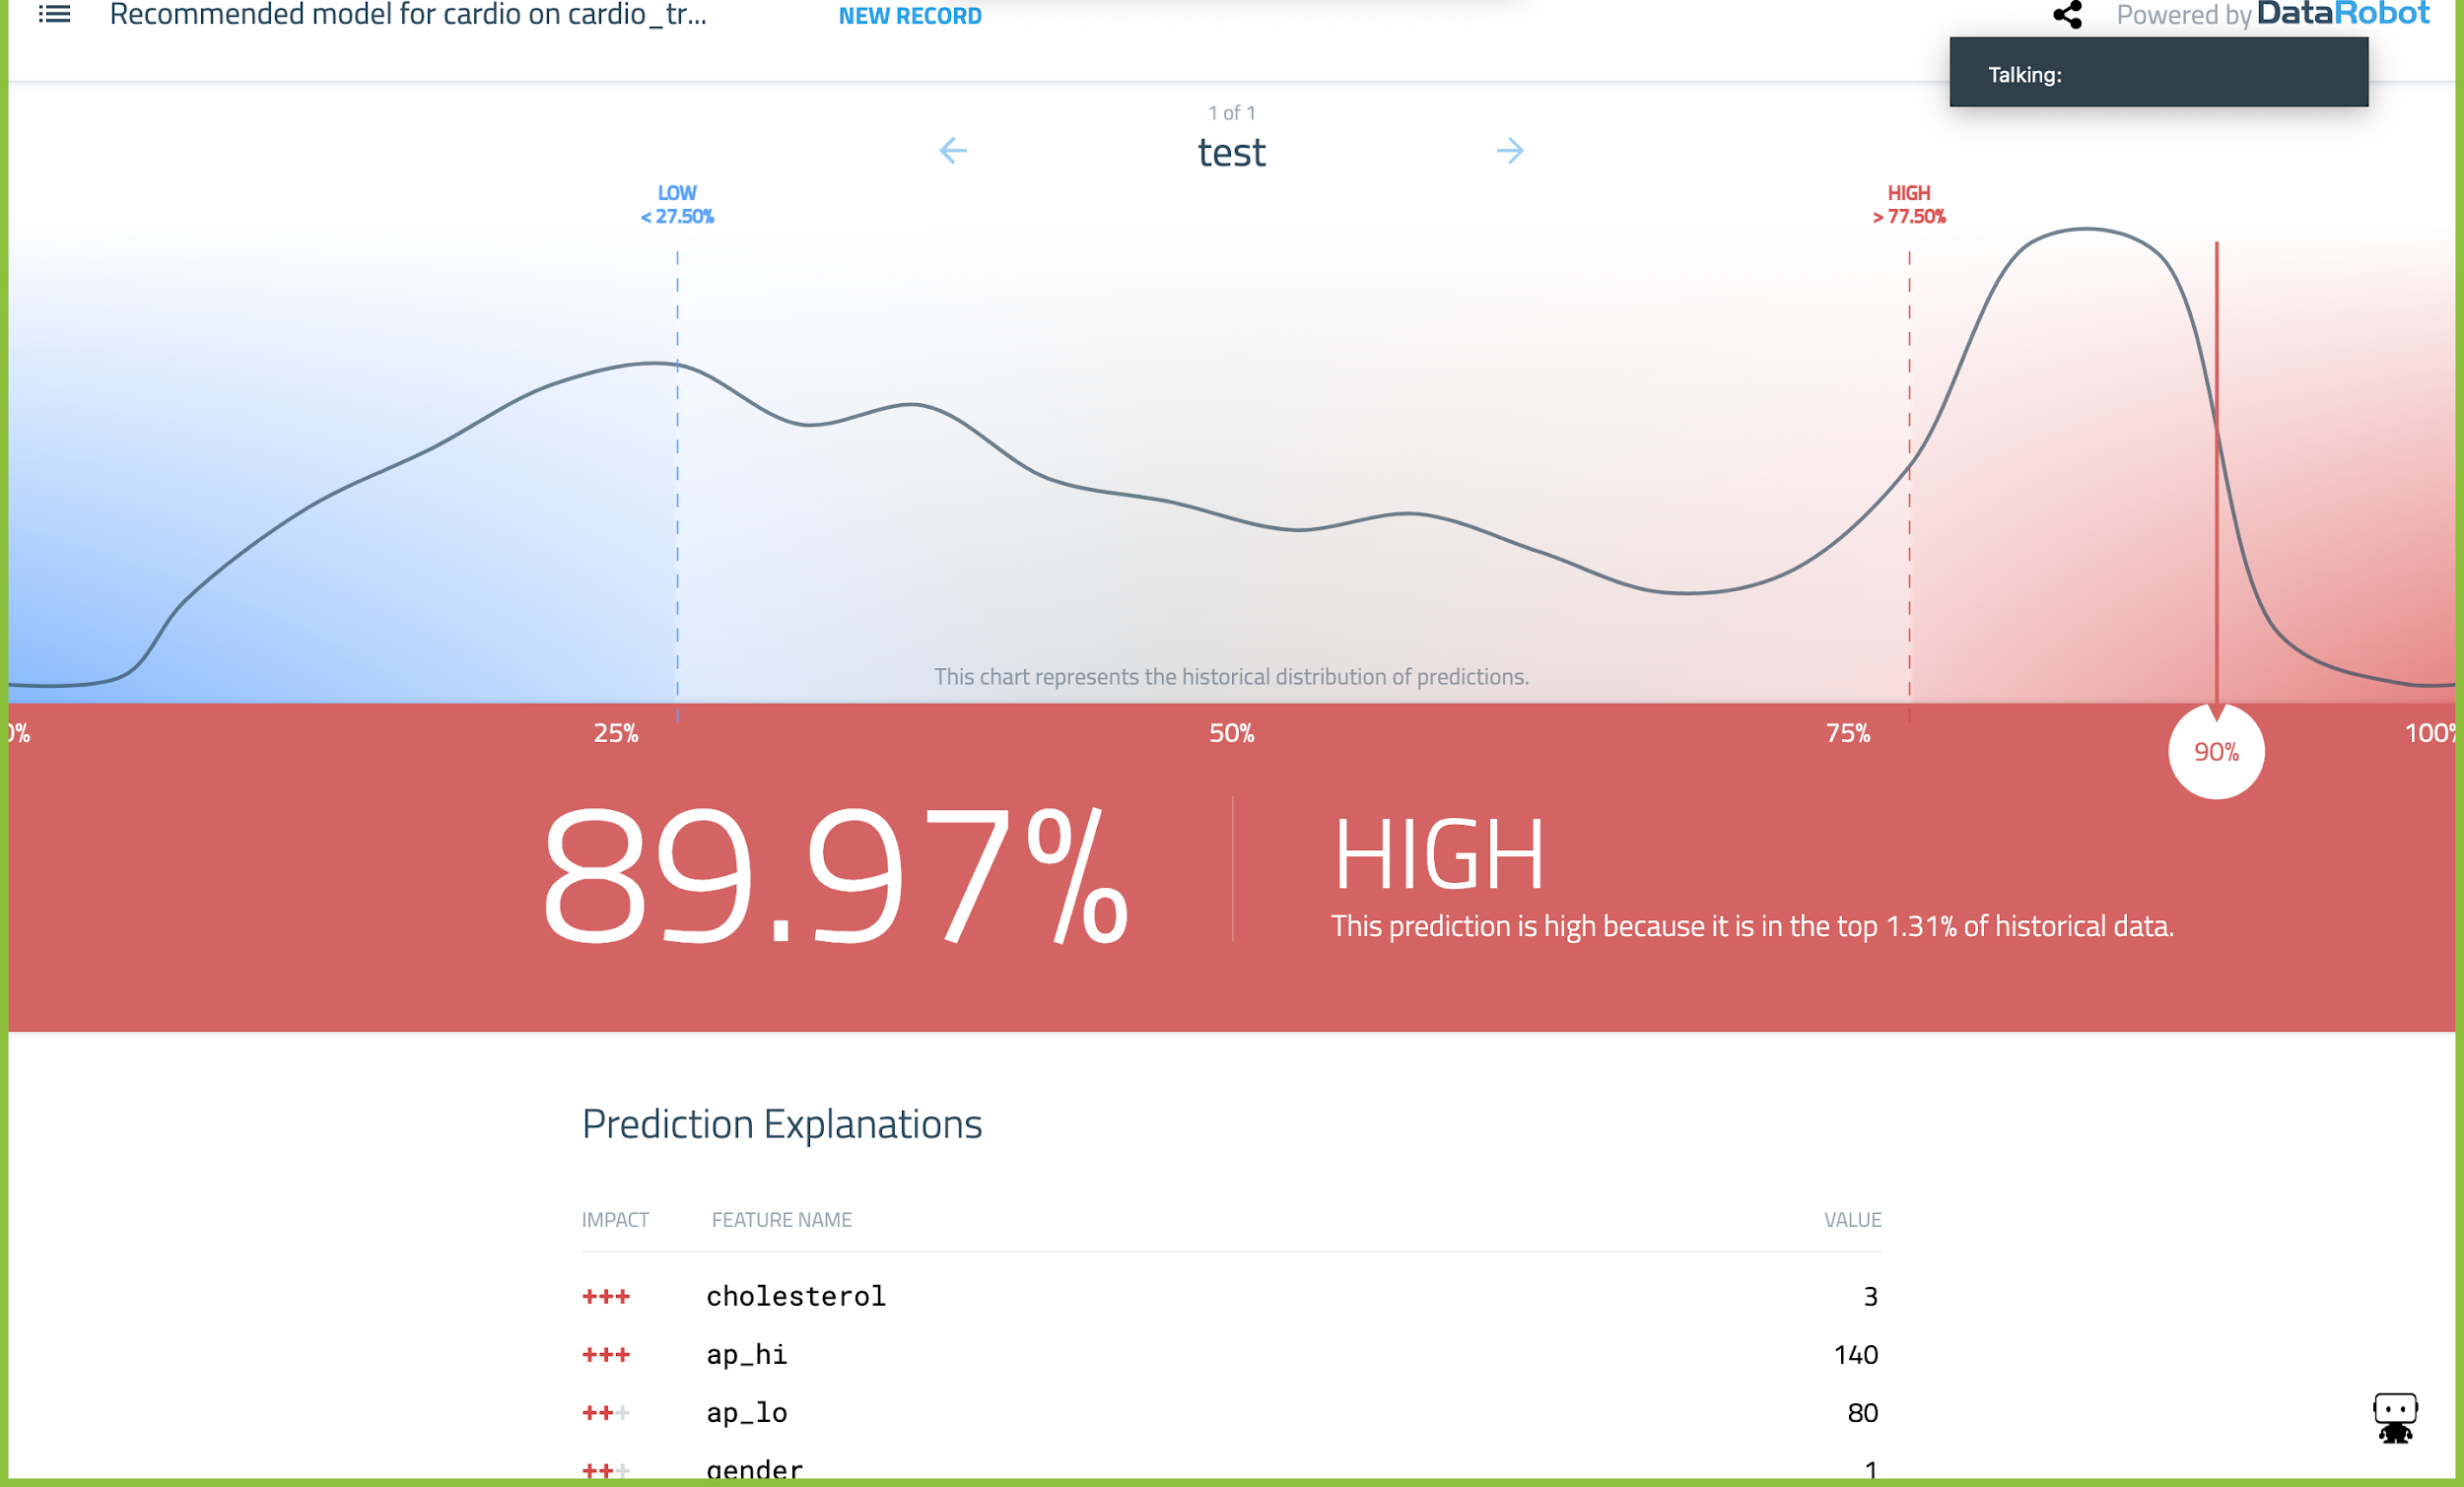 Recommended model for cardio on cardio_tr...
NEW RECORD
Powered by DataRobot
Talking:
1 of 1
test
LOW
< 27.50%
HIGH
> 77.50%
This chart represents the historical distribution of predictions.
0% 25% 50% 75% 100%
90%
89.97%
HIGH
This prediction is high because it is in the top 1.31% of historical data.
Prediction Explanations
IMPACT FEATURE NAME VALUE
+++ cholesterol 3
+++ ap_hi 140
+++ ap_lo 80
+++ gender 1